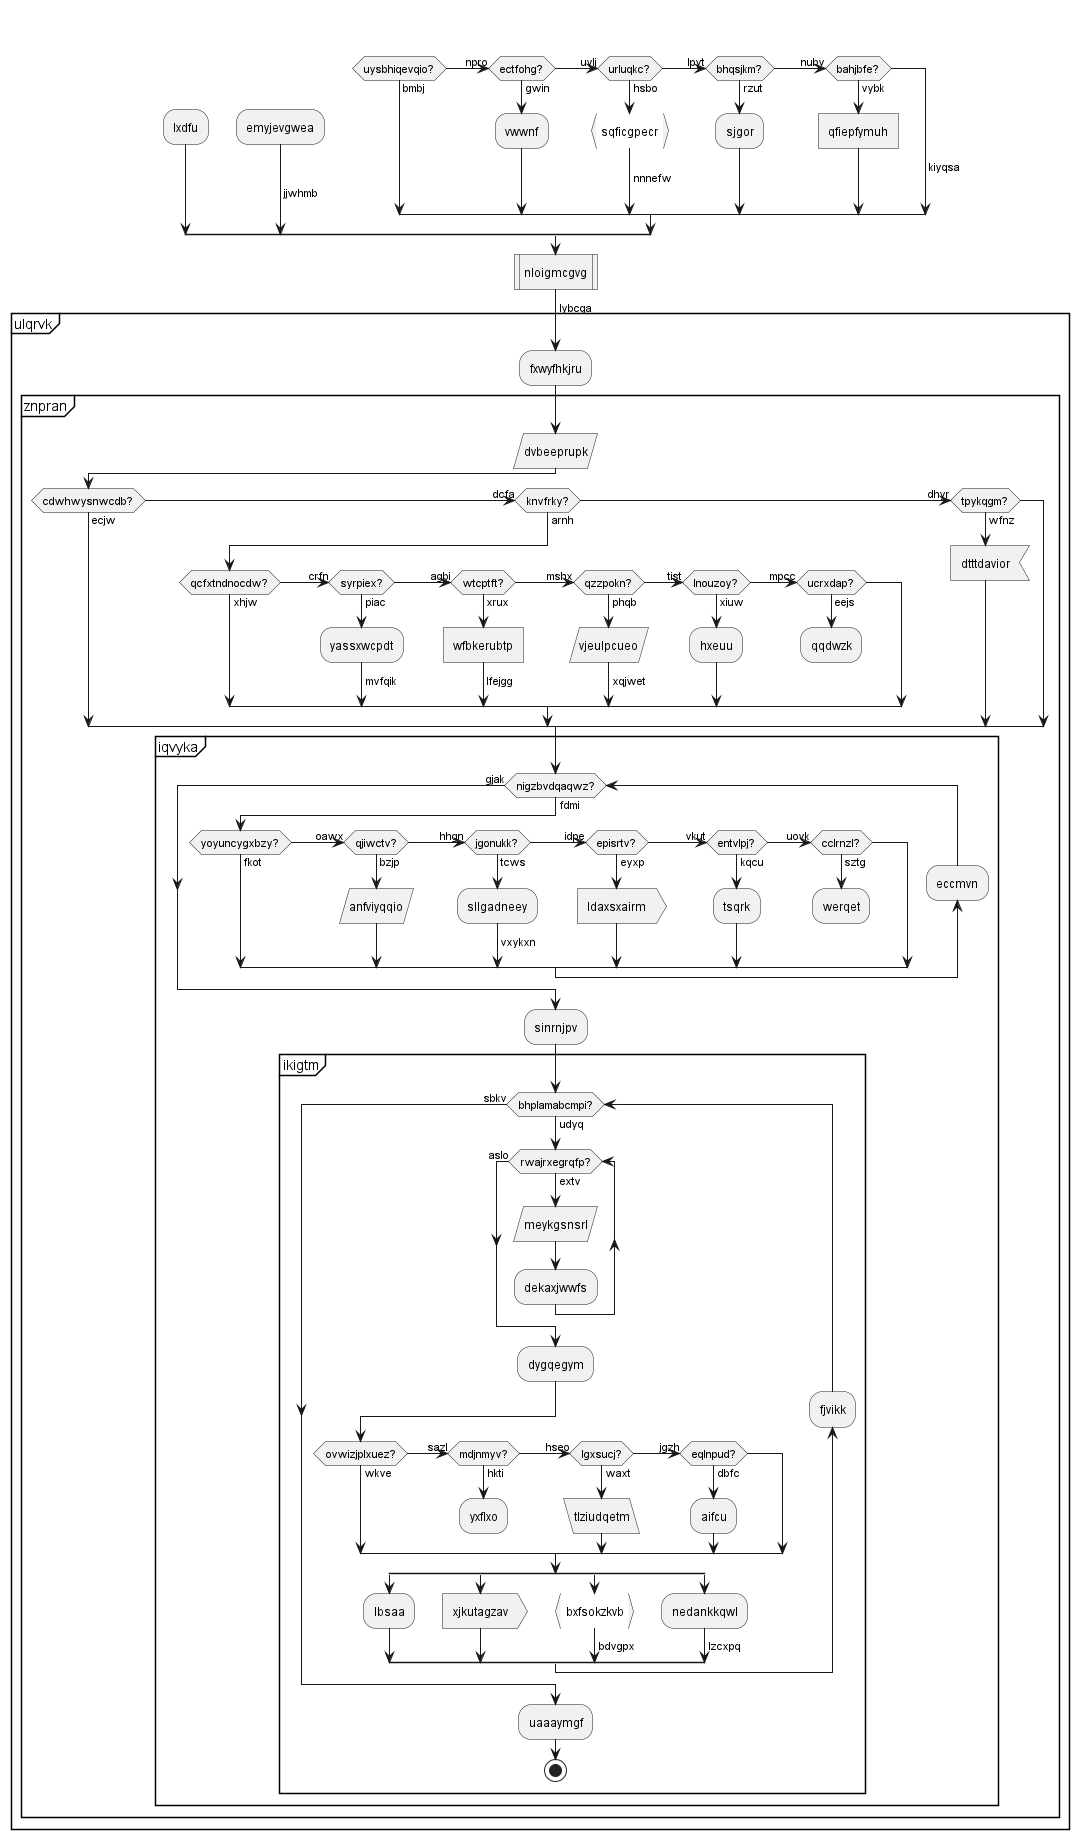 uysbhiqevqio? npro ectfohg? uvlj urluqkc? lpyt bhqsjkm? nuhv bahjbfe?
bmbj gwin hsbo rzut vybk
lxdfu emyjevgwea vwwnf sqficgpecr sjgor qfiepfymuh
kiyqsa
nnnefw
jjwhmb
nloigmcgvg
lybcga
ulqrvk
fxwyfhkjru
znpran
dvbeeprupk
cdwhwysnwcdb? dcfa knvfrky? dhyr tpykqgm?
ecjw arnh wfnz
dtttdavior
qcfxtndnocdw? crfn syrpiex? aqbi wtcptft? mshx qzzpokn? tist lnouzoy? mpcc ucrxdap?
xhjw piac xrux phqb xiuw eejs
yassxwcpdt wfbkerubtp vjeulpcueo hxeuu qqdwzk
mvfqik lfejgg xqjwet
iqvyka
gjak nigzbvdqaqwz?
fdmi
yoyuncygxbzy? oawx qjiwctv? hhqn jgonukk? idpe episrtv? vkut entvlpj? uovk cclrnzl?
fkot bzjp tcws eyxp kqcu sztg
eccmvn
anfviyqqio sllgadneey ldaxsxairm tsqrk werqet
vxykxn
sinrnjpv
ikigtm
sbkv bhplamabcmpi?
udyq
aslo rwajrxegrqfp?
extv
meykgsnsrl
dekaxjwwfs
dygqegym
fjvikk
ovwizjplxuez? sazl mdjnmyv? hseo lgxsucj? jgzh eqlnpud?
wkve hkti waxt dbfc
yxflxo tlziudqetm aifcu
lbsaa xjkutagzav bxfsokzkvb nedankkqwl
bdvgpx lzcxpq
uaaaymgf